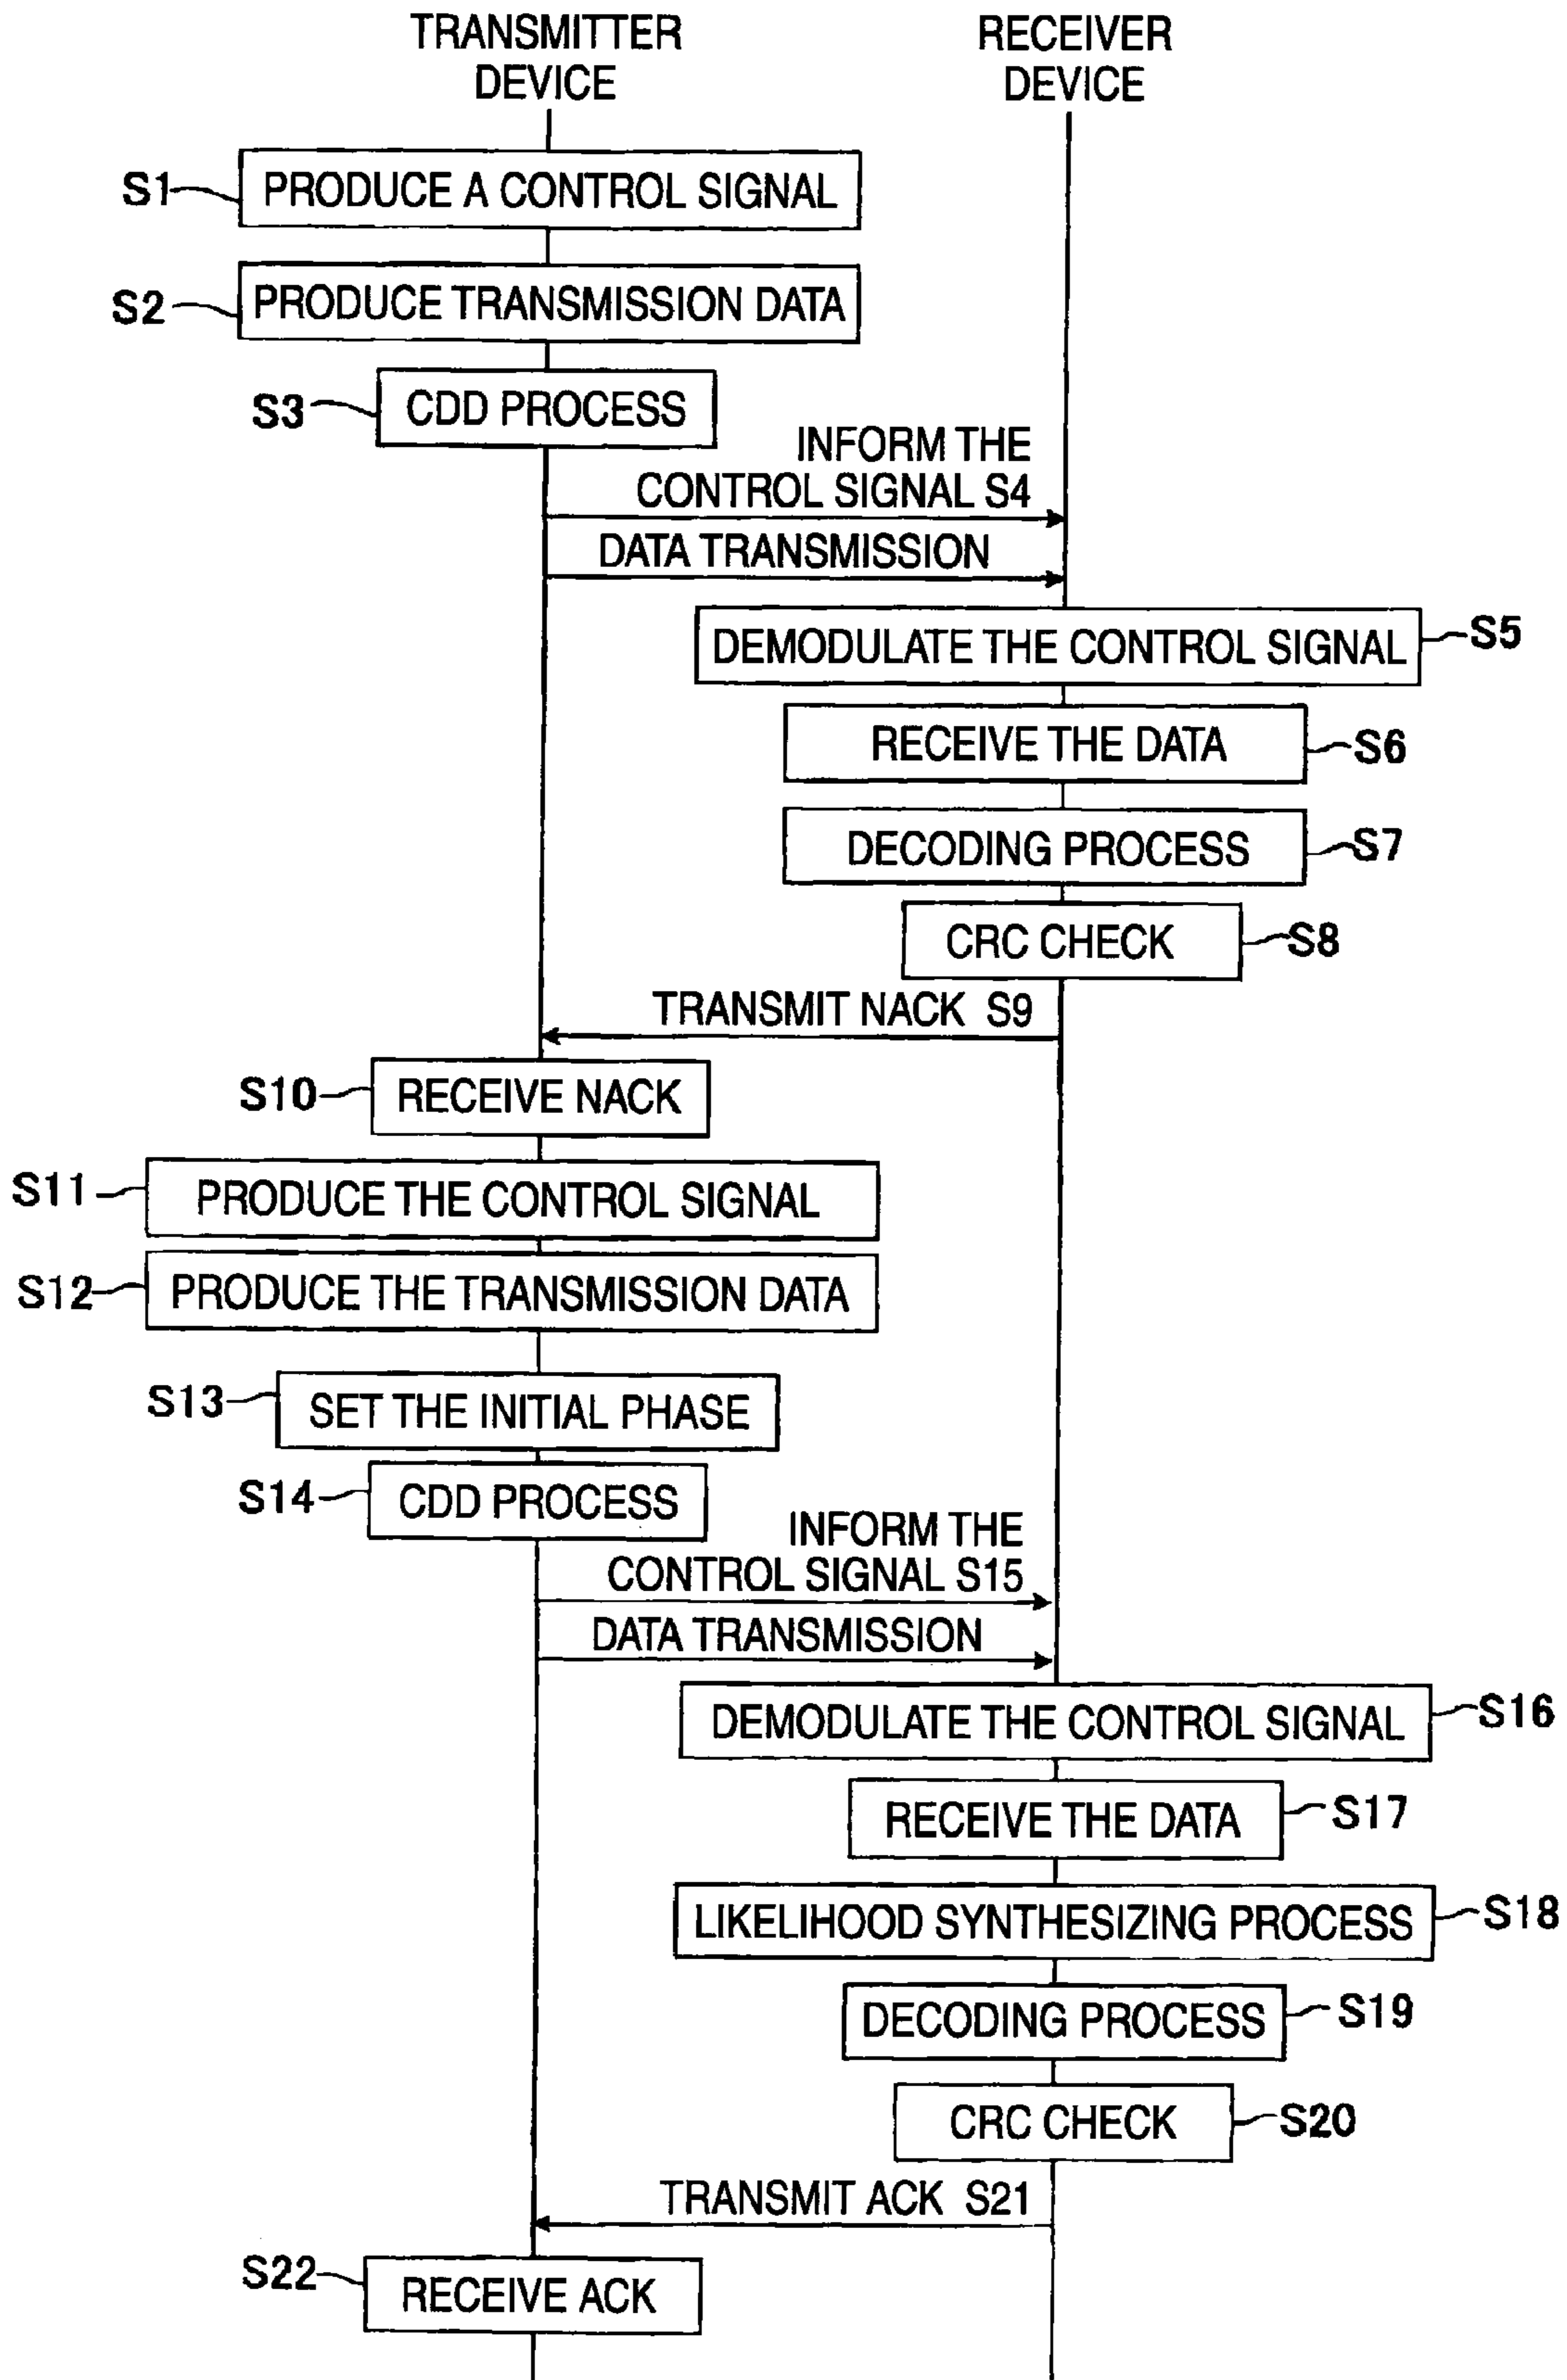 TRANSMITTER
DEVICE
RECEIVER
DEVICE
S1
PRODUCE A CONTROL SIGNAL
S2
PRODUCE TRANSMISSION DATA
S3
CDD PROCESS
INFORM THE
CONTROL SIGNAL S4
DATA TRANSMISSION
DEMODULATE THE CONTROL SIGNAL
S5
RECEIVE THE DATA
S6
DECODING PROCESS
S7
CRC CHECK
S8
TRANSMIT NACK S9
S10
RECEIVE NACK
S11
PRODUCE THE CONTROL SIGNAL
S12
PRODUCE THE TRANSMISSION DATA
S13
SET THE INITIAL PHASE
S14
CDD PROCESS
INFORM THE
CONTROL SIGNAL S15
DATA TRANSMISSION
DEMODULATE THE CONTROL SIGNAL
S16
RECEIVE THE DATA
S17
LIKELIHOOD SYNTHESIZING PROCESS
S18
DECODING PROCESS
S19
CRC CHECK
S20
TRANSMIT ACK S21
S22
RECEIVE ACK